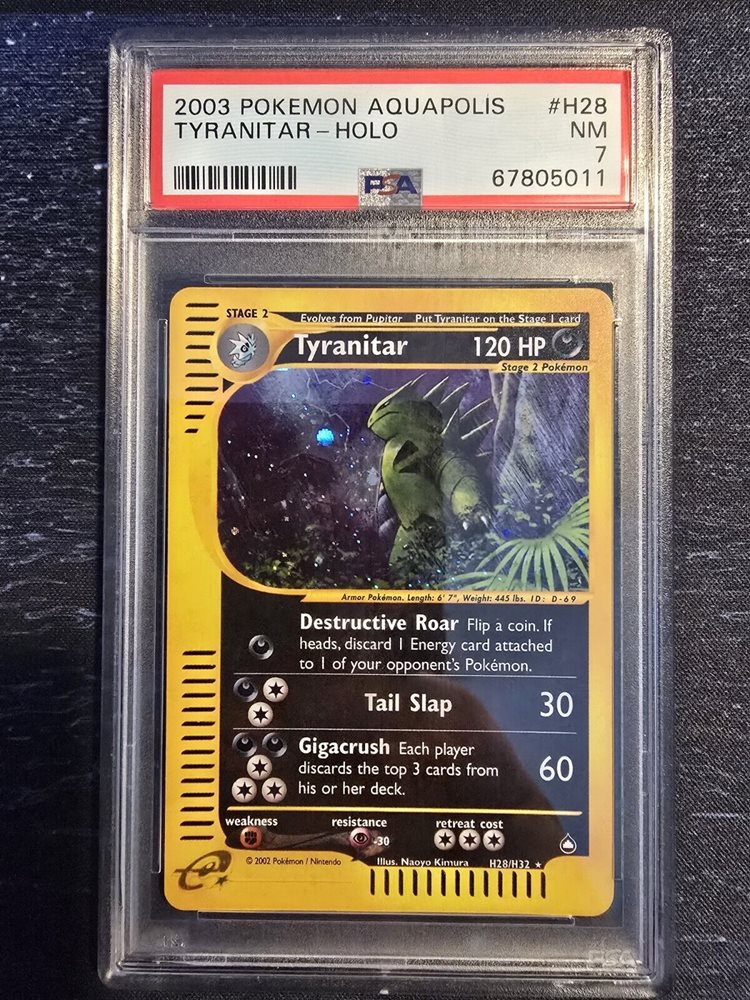 2003 POKEMON AQUAPOLIS #H28
TYRANITAR - HOLO NM
7
PSA 67805011
STAGE 2 Evolves from Pupitar Put Tyranitar on the Stage 1 card
Tyranitar 120 HP
Stage 2 Pokémon
Armor Pokémon. Length: 6' 7", Weight: 445 lbs. ID: D-69
Destructive Roar Flip a coin. If
heads, discard 1 Energy card attached
to 1 of your opponent's Pokémon.
Tail Slap 30
Gigacrush Each player
discards the top 3 cards from
his or her deck.
60
weakness resistance retreat cost
-30
© 2002 Pokémon / Nintendo Illus. Naoyo Kimura H28/H32
e
PSA